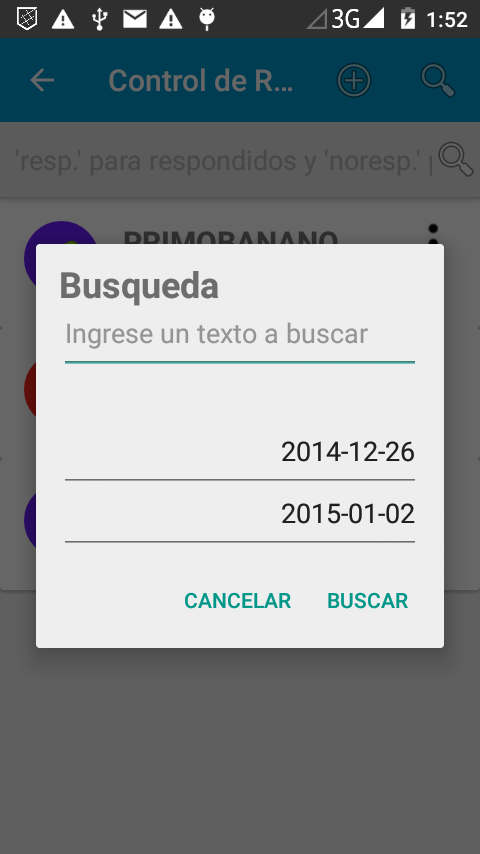 3G 1:52
Control de R...
'resp.' para respondidos y 'noresp.'
PRIMOBANANO
Busqueda
Ingrese un texto a buscar
2014-12-26
2015-01-02
CANCELAR BUSCAR